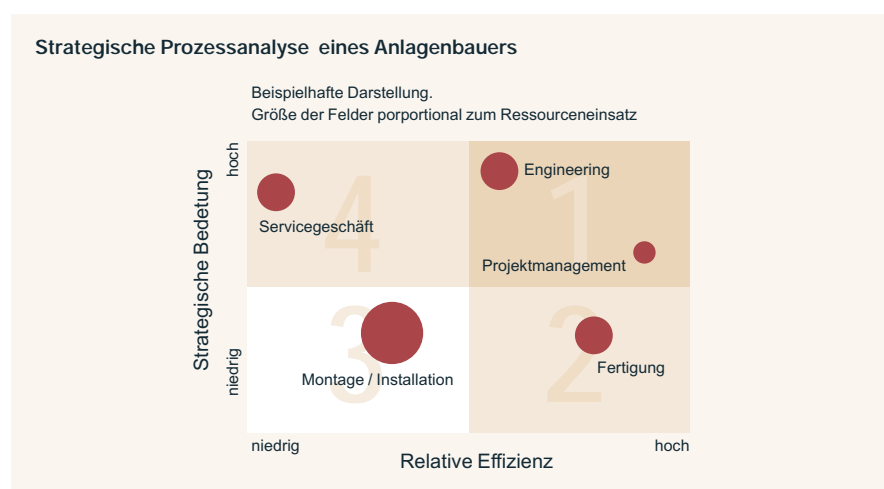 Strategische Prozessanalyse eines Anlagenbauers
Beispielhafte Darstellung.
Größe der Felder porportional zum Ressourceneinsatz
Strategische Bedetung
hoch
niedrig
4
1
3
2
Engineering
Servicegeschäft
Projektmanagement
Montage / Installation
Fertigung
niedrig
hoch
Relative Effizienz